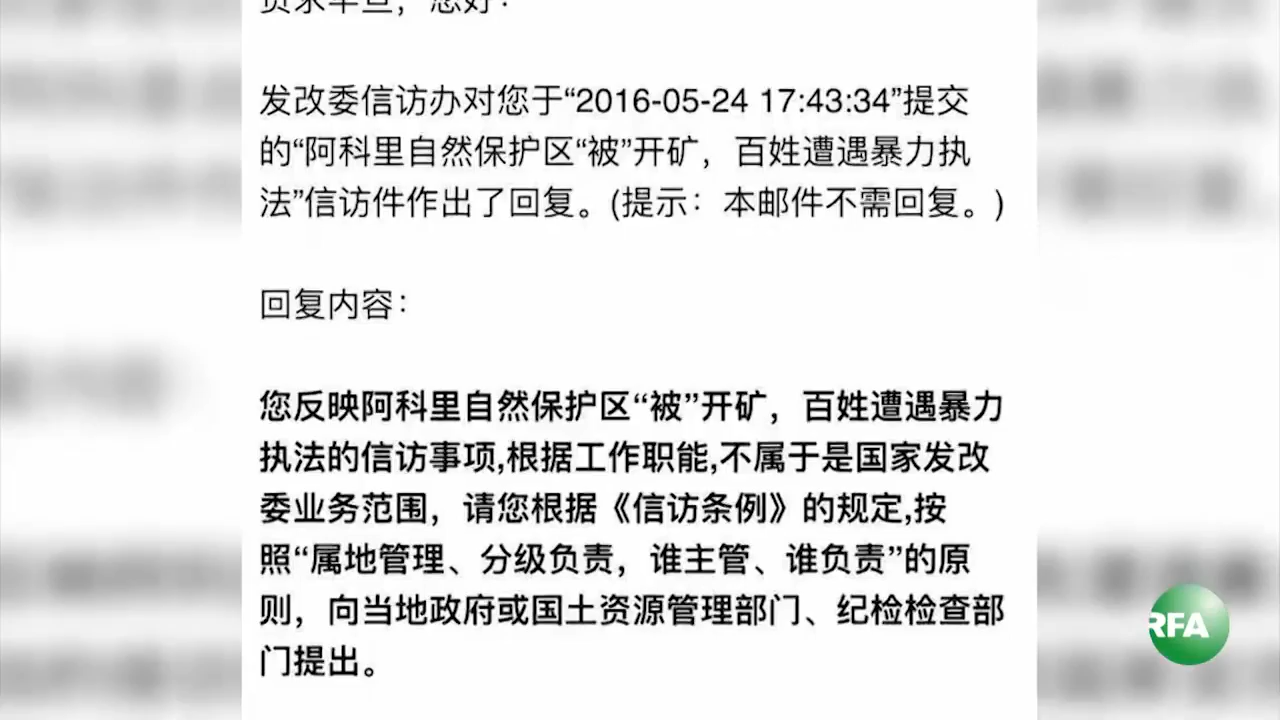 您好：
发改委信访办对您于“2016-05-24 17:43:34”提交
的“阿科里自然保护区“被”开矿，百姓遭遇暴力执
法”信访件作出了回复。(提示：本邮件不需回复。)
回复内容：
您反映阿科里自然保护区“被”开矿，百姓遭遇暴力
执法的信访事项,根据工作职能,不属于是国家发改
委业务范围，请您根据《信访条例》的规定,按
照“属地管理、分级负责，谁主管、谁负责”的原
则，向当地政府或国土资源管理部门、纪检检查部
门提出。
RFA